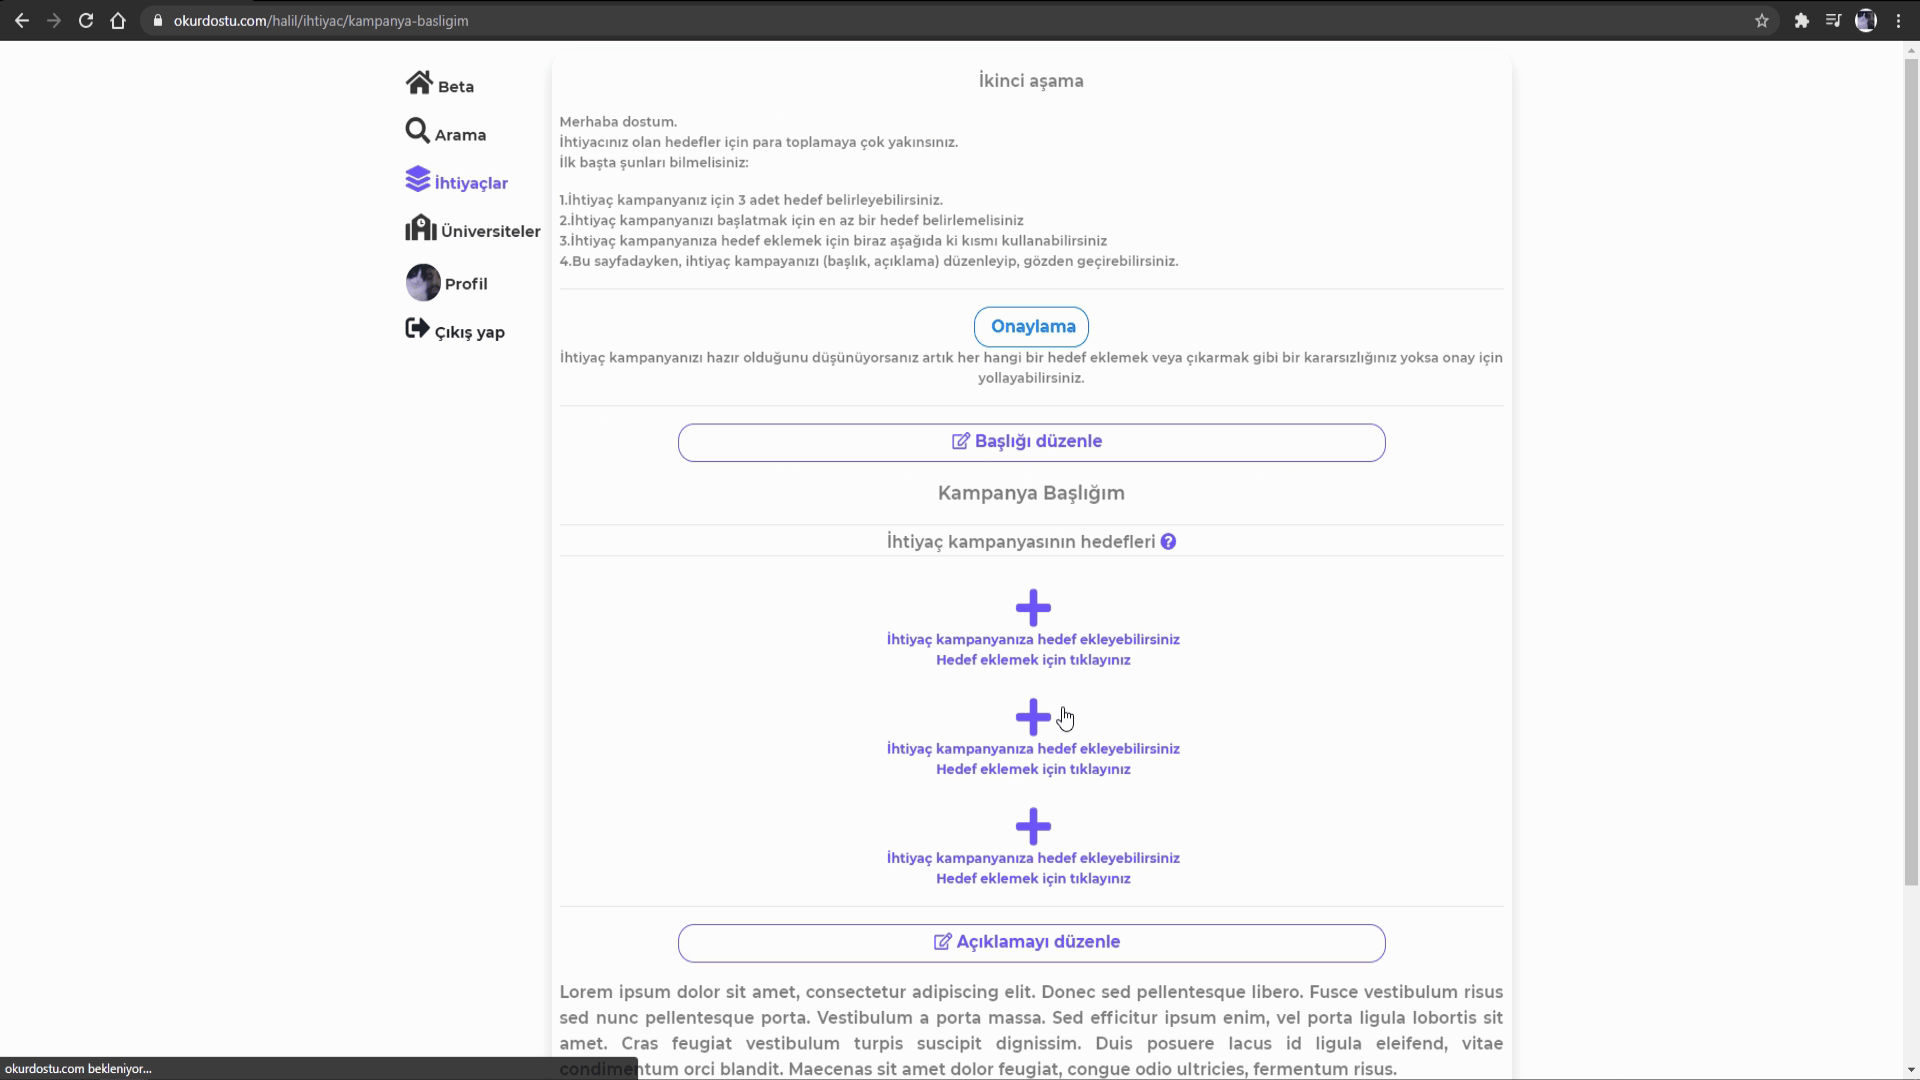 okurdostu.com/halil/ihtiyac/kampanya-basligim
Beta
Arama
İhtiyaçlar
Üniversiteler
Profil
Çıkış yap
İkinci aşama
Merhaba dostum.
İhtiyacınız olan hedefler için para toplamaya çok yakınsınız.
İlk başta şunları bilmelisiniz:
1.İhtiyaç kampanyanız için 3 adet hedef belirleyebilirsiniz.
2.İhtiyaç kampanyanızı başlatmak için en az bir hedef belirlemelisiniz
3.İhtiyaç kampanyanıza hedef eklemek için biraz aşağıda ki kısmı kullanabilirsiniz
4.Bu sayfadayken, ihtiyaç kampayanızı (başlık, açıklama) düzenleyip, gözden geçirebilirsiniz.
Onaylama
İhtiyaç kampanyanızı hazır olduğunu düşünüyorsanız artık her hangi bir hedef eklemek veya çıkarmak gibi bir kararsızlığınız yoksa onay için
yollayabilirsiniz.
Başlığı düzenle
Kampanya Başlığım
İhtiyaç kampanyasının hedefleri ?
İhtiyaç kampanyanıza hedef ekleyebilirsiniz
Hedef eklemek için tıklayınız
İhtiyaç kampanyanıza hedef ekleyebilirsiniz
Hedef eklemek için tıklayınız
İhtiyaç kampanyanıza hedef ekleyebilirsiniz
Hedef eklemek için tıklayınız
Açıklamayı düzenle
Lorem ipsum dolor sit amet, consectetur adipiscing elit. Donec sed pellentesque libero. Fusce vestibulum risus
sed nunc pellentesque porta. Vestibulum a porta massa. Sed efficitur ipsum enim, vel porta ligula lobortis sit
amet. Cras feugiat vestibulum turpis suscipit dignissim. Duis posuere lacus id ligula eleifend, vitae
condimentum orci blandit. Maecenas sit amet dolor feugiat, congue odio ultricies, fermentum risus.
okurdostu.com bekleniyor...